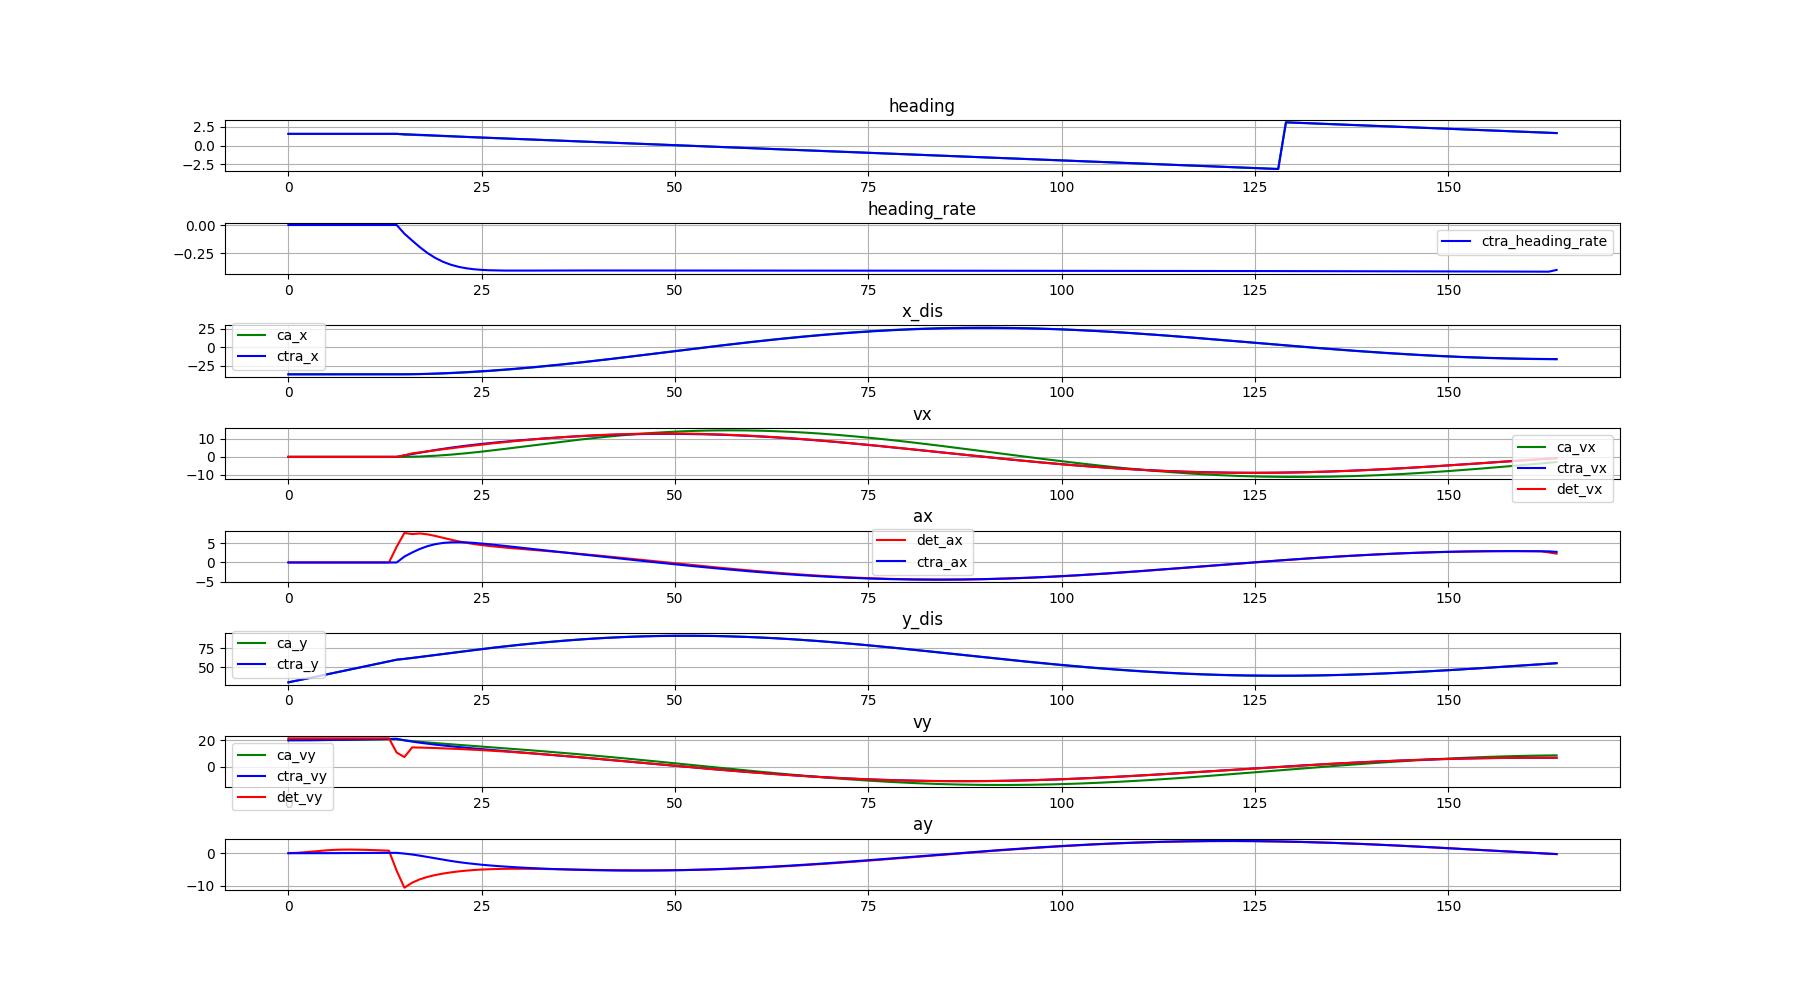 heading
2.5
0.0
−2.5
0 25 50 75 100 125 150
heading_rate
0.00
−0.25
ctra_heading_rate
0 25 50 75 100 125 150
x_dis
25
0
−25
ca_x
ctra_x
0 25 50 75 100 125 150
vx
10
0
−10
ca_vx
ctra_vx
det_vx
0 25 50 75 100 125 150
ax
5
0
−5
det_ax
ctra_ax
0 25 50 75 100 125 150
y_dis
75
50
ca_y
ctra_y
0 25 50 75 100 125 150
vy
20
0
ca_vy
ctra_vy
det_vy
0 25 50 75 100 125 150
ay
0
−10
0 25 50 75 100 125 150